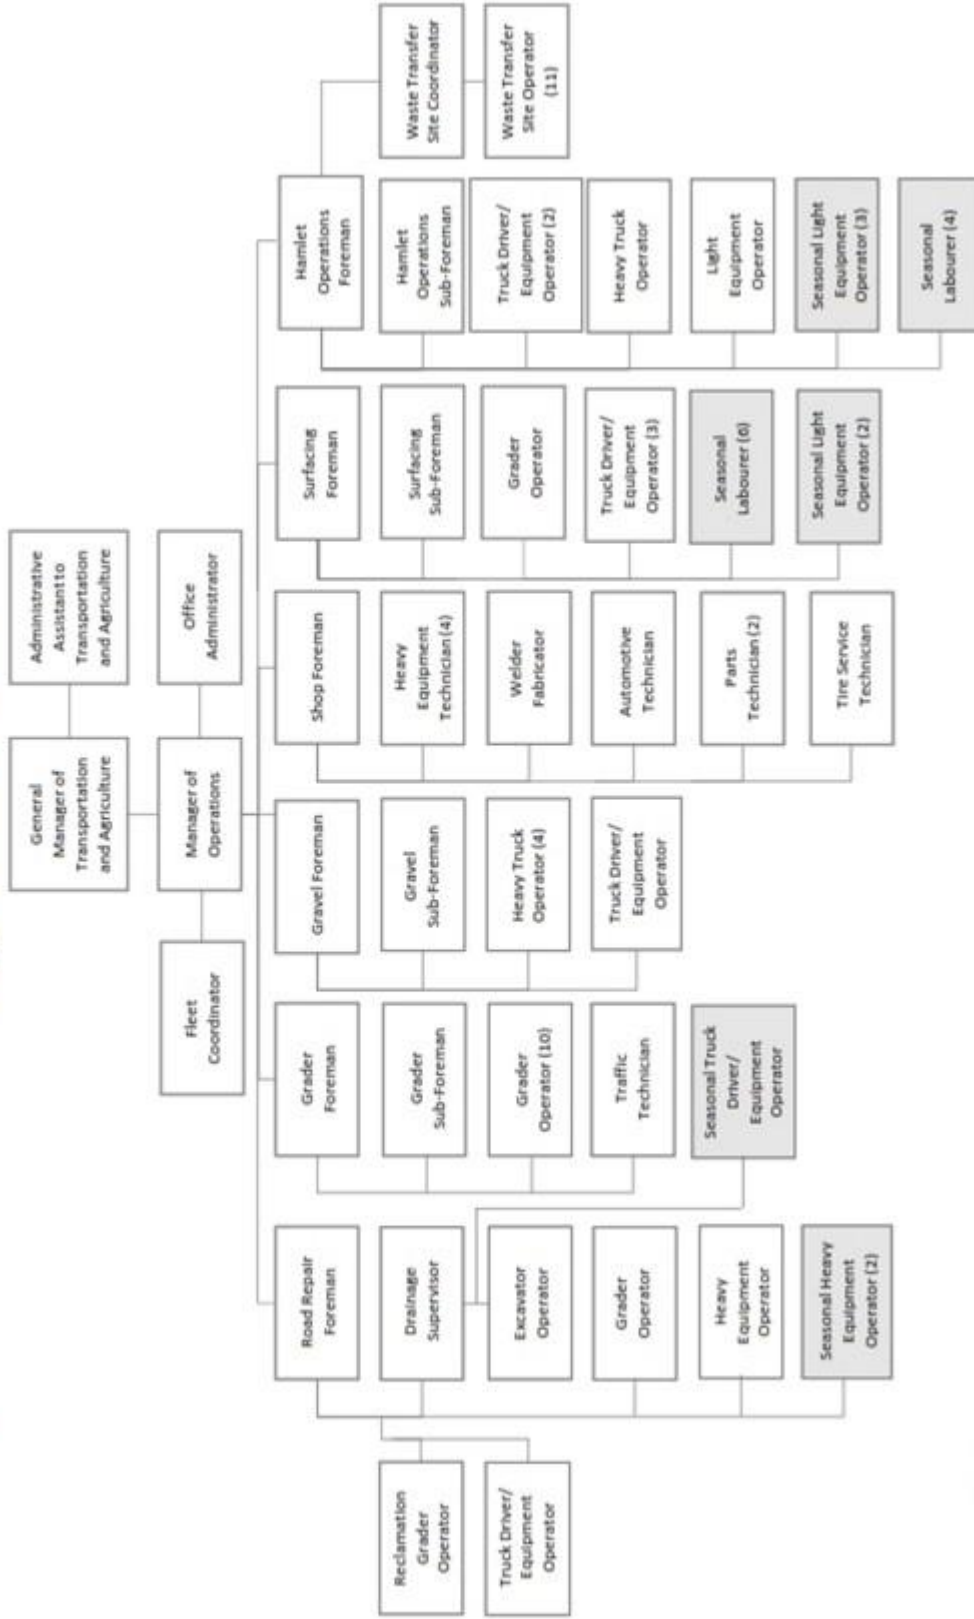 General
Manager of
Transportation
and Agriculture
Administrative
Assistant to
Transportation
and Agriculture
Fleet
Coordinator
Manager of
Operations
Office
Administrator
Road Repair
Foreman
Grader
Foreman
Gravel Foreman
Shop Foreman
Surfacing
Foreman
Hamlet
Operations
Foreman
Reclamation
Grader
Operator
Truck Driver/
Equipment
Operator
Drainage
Supervisor
Excavator
Operator
Grader
Operator
Heavy
Equipment
Operator
Seasonal Heavy
Equipment
Operator (2)
Grader
Sub-Foreman
Grader
Operator (10)
Traffic
Technician
Seasonal Truck
Driver/
Equipment
Operator
Gravel
Sub-Foreman
Heavy Truck
Operator (4)
Truck Driver/
Equipment
Operator
Heavy
Equipment
Technician (4)
Welder
Fabricator
Automotive
Technician
Parts
Technician (2)
Tire Service
Technician
Surfacing
Sub-Foreman
Grader
Operator
Truck Driver/
Equipment
Operator (3)
Seasonal
Labourer (6)
Seasonal Light
Equipment
Operator (2)
Hamlet
Operations
Sub-Foreman
Truck Driver/
Equipment
Operator (2)
Heavy Truck
Operator
Light
Equipment
Operator
Seasonal Light
Equipment
Operator (3)
Seasonal
Labourer (4)
Waste Transfer
Site Coordinator
Waste Transfer
Site Operator
(11)